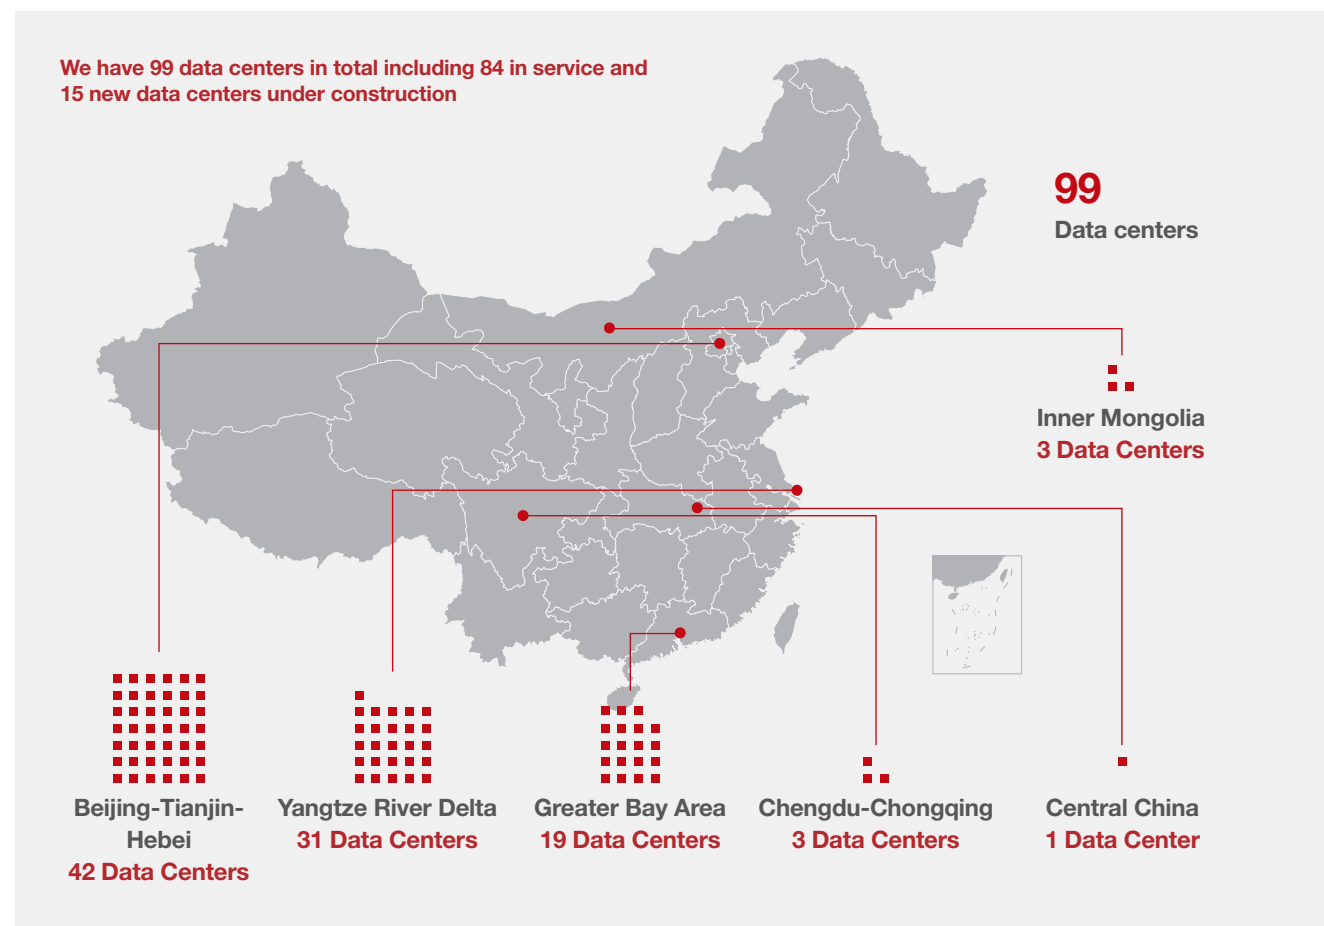 We have 99 data centers in total including 84 in service and
15 new data centers under construction
99
Data centers
Inner Mongolia
3 Data Centers
Beijing-Tianjin-
Hebei
42 Data Centers
Yangtze River Delta
31 Data Centers
Greater Bay Area
19 Data Centers
Chengdu-Chongqing
3 Data Centers
Central China
1 Data Center